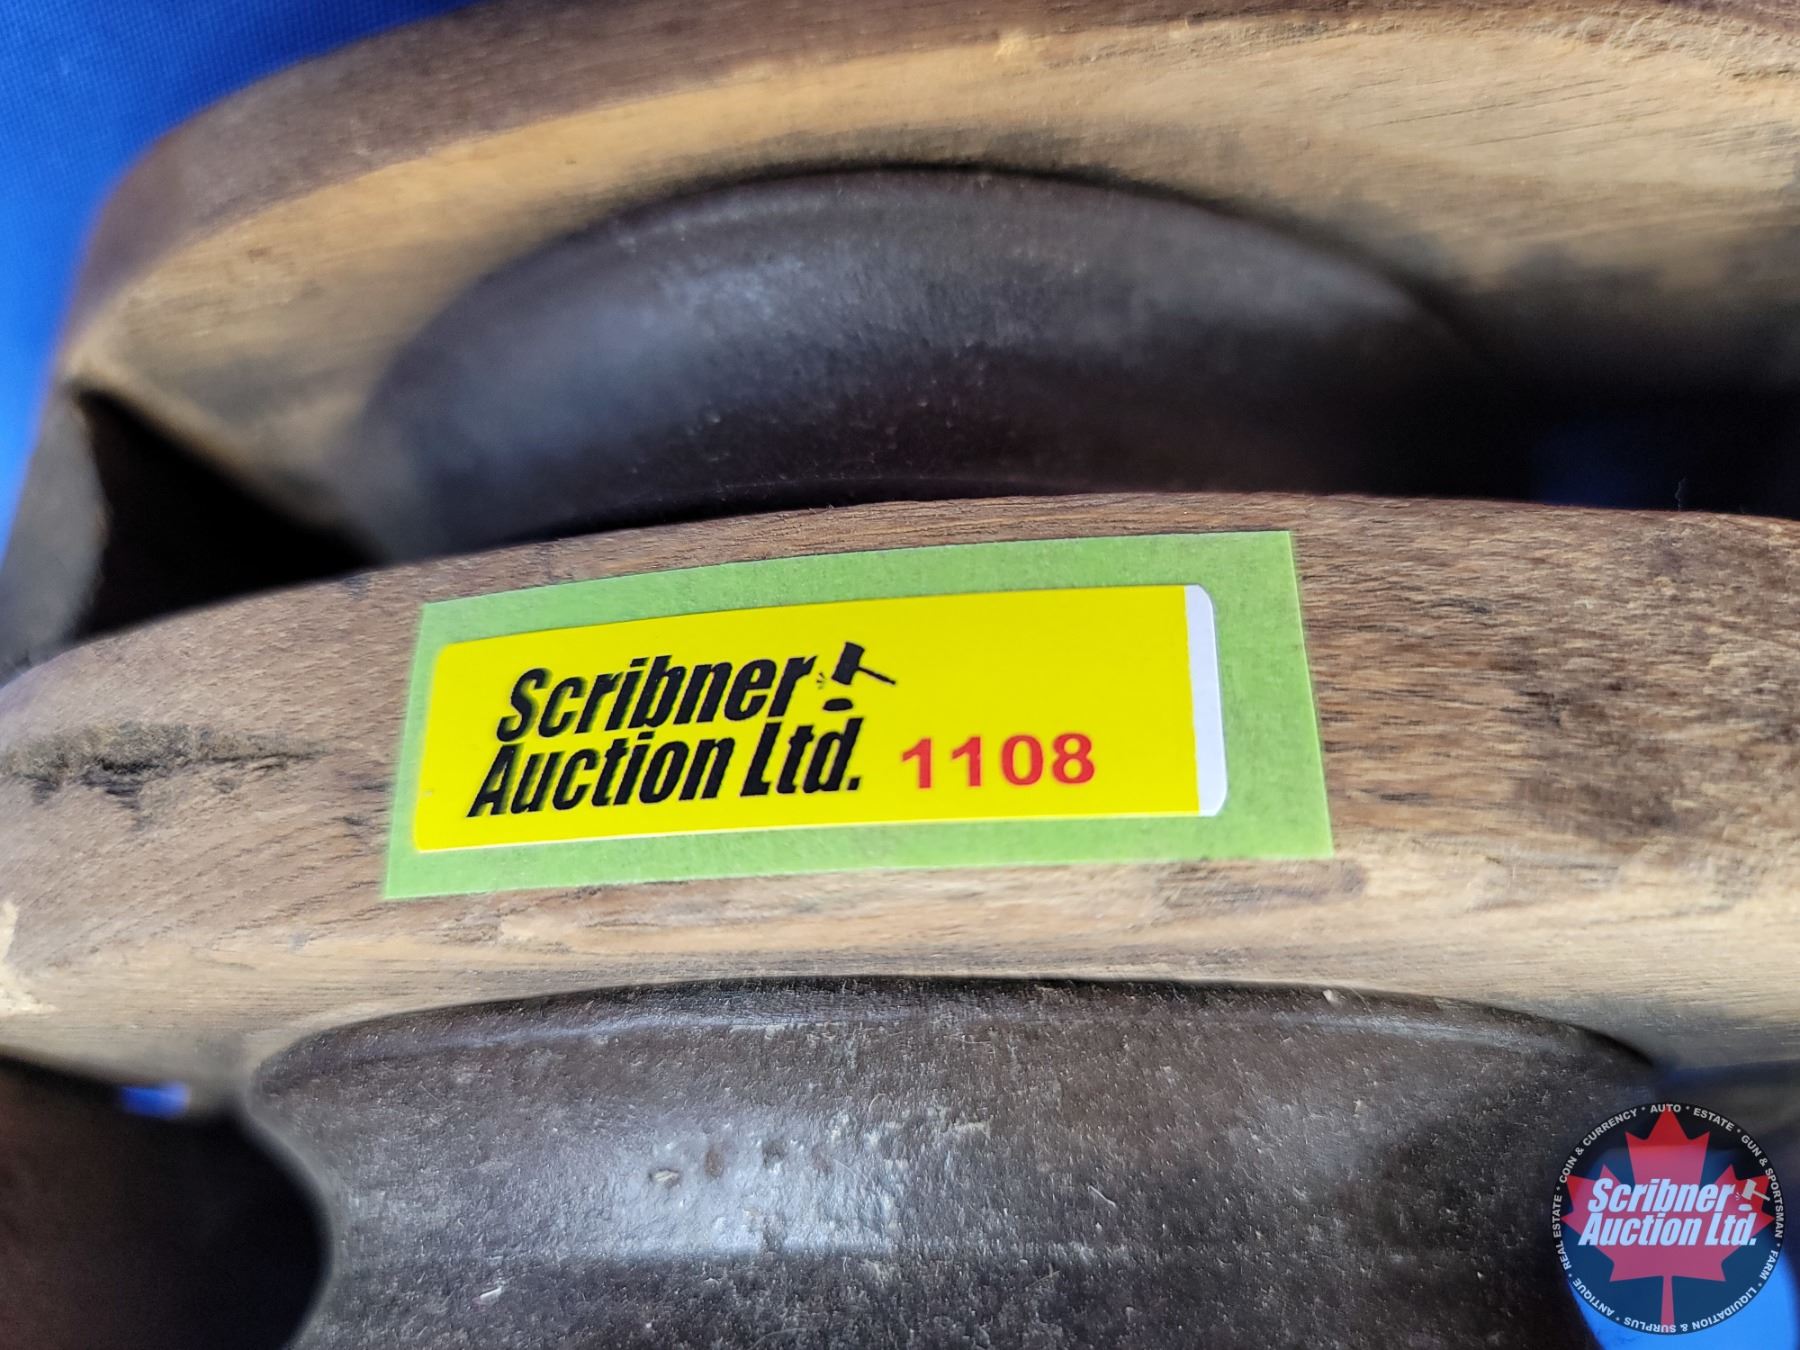 Scribner
Auction Ltd. 1108
REAL ESTATE * COIN & CURRENCY * AUTO * ESTATE * GUN & SPORTSMAN * FARM * LIQUIDATION & SURPLUS * ANTIQUE *
Scribner
Auction Ltd.